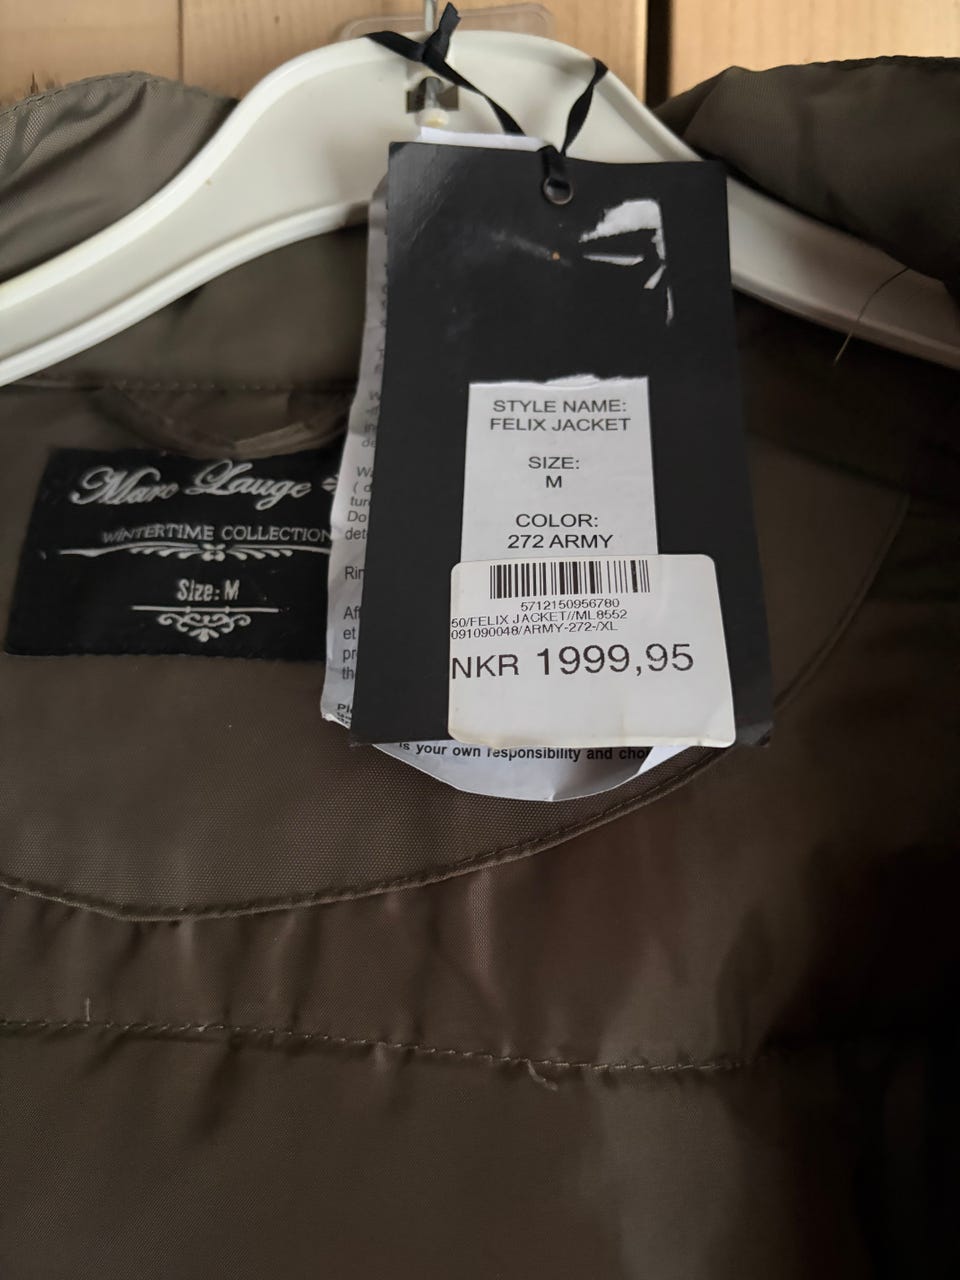 Marc Lauge
WINTERTIME COLLECTION
Size: M
STYLE NAME:
FELIX JACKET
SIZE:
M
COLOR:
272 ARMY
5712150956780
50/FELIX JACKET//ML8552
091090048/ARMY-272-/XL
NKR 1999,95
is your own responsibility and